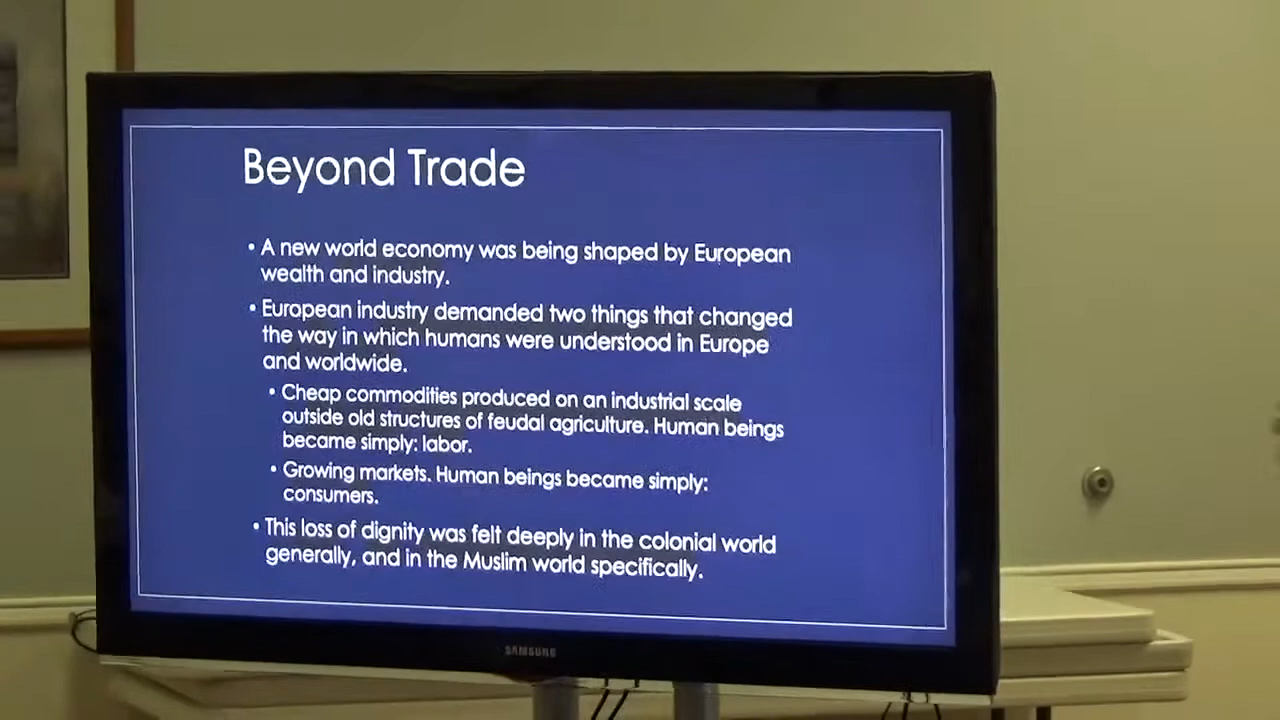 Beyond Trade
• A new world economy was being shaped by European
wealth and industry.
• European industry demanded two things that changed
the way in which humans were understood in Europe
and worldwide.
• Cheap commodities produced on an industrial scale
outside old structures of feudal agriculture. Human beings
became simply: labor.
• Growing markets. Human beings became simply:
consumers.
• This loss of dignity was felt deeply in the colonial world
generally, and in the Muslim world specifically.
SAMSUNG